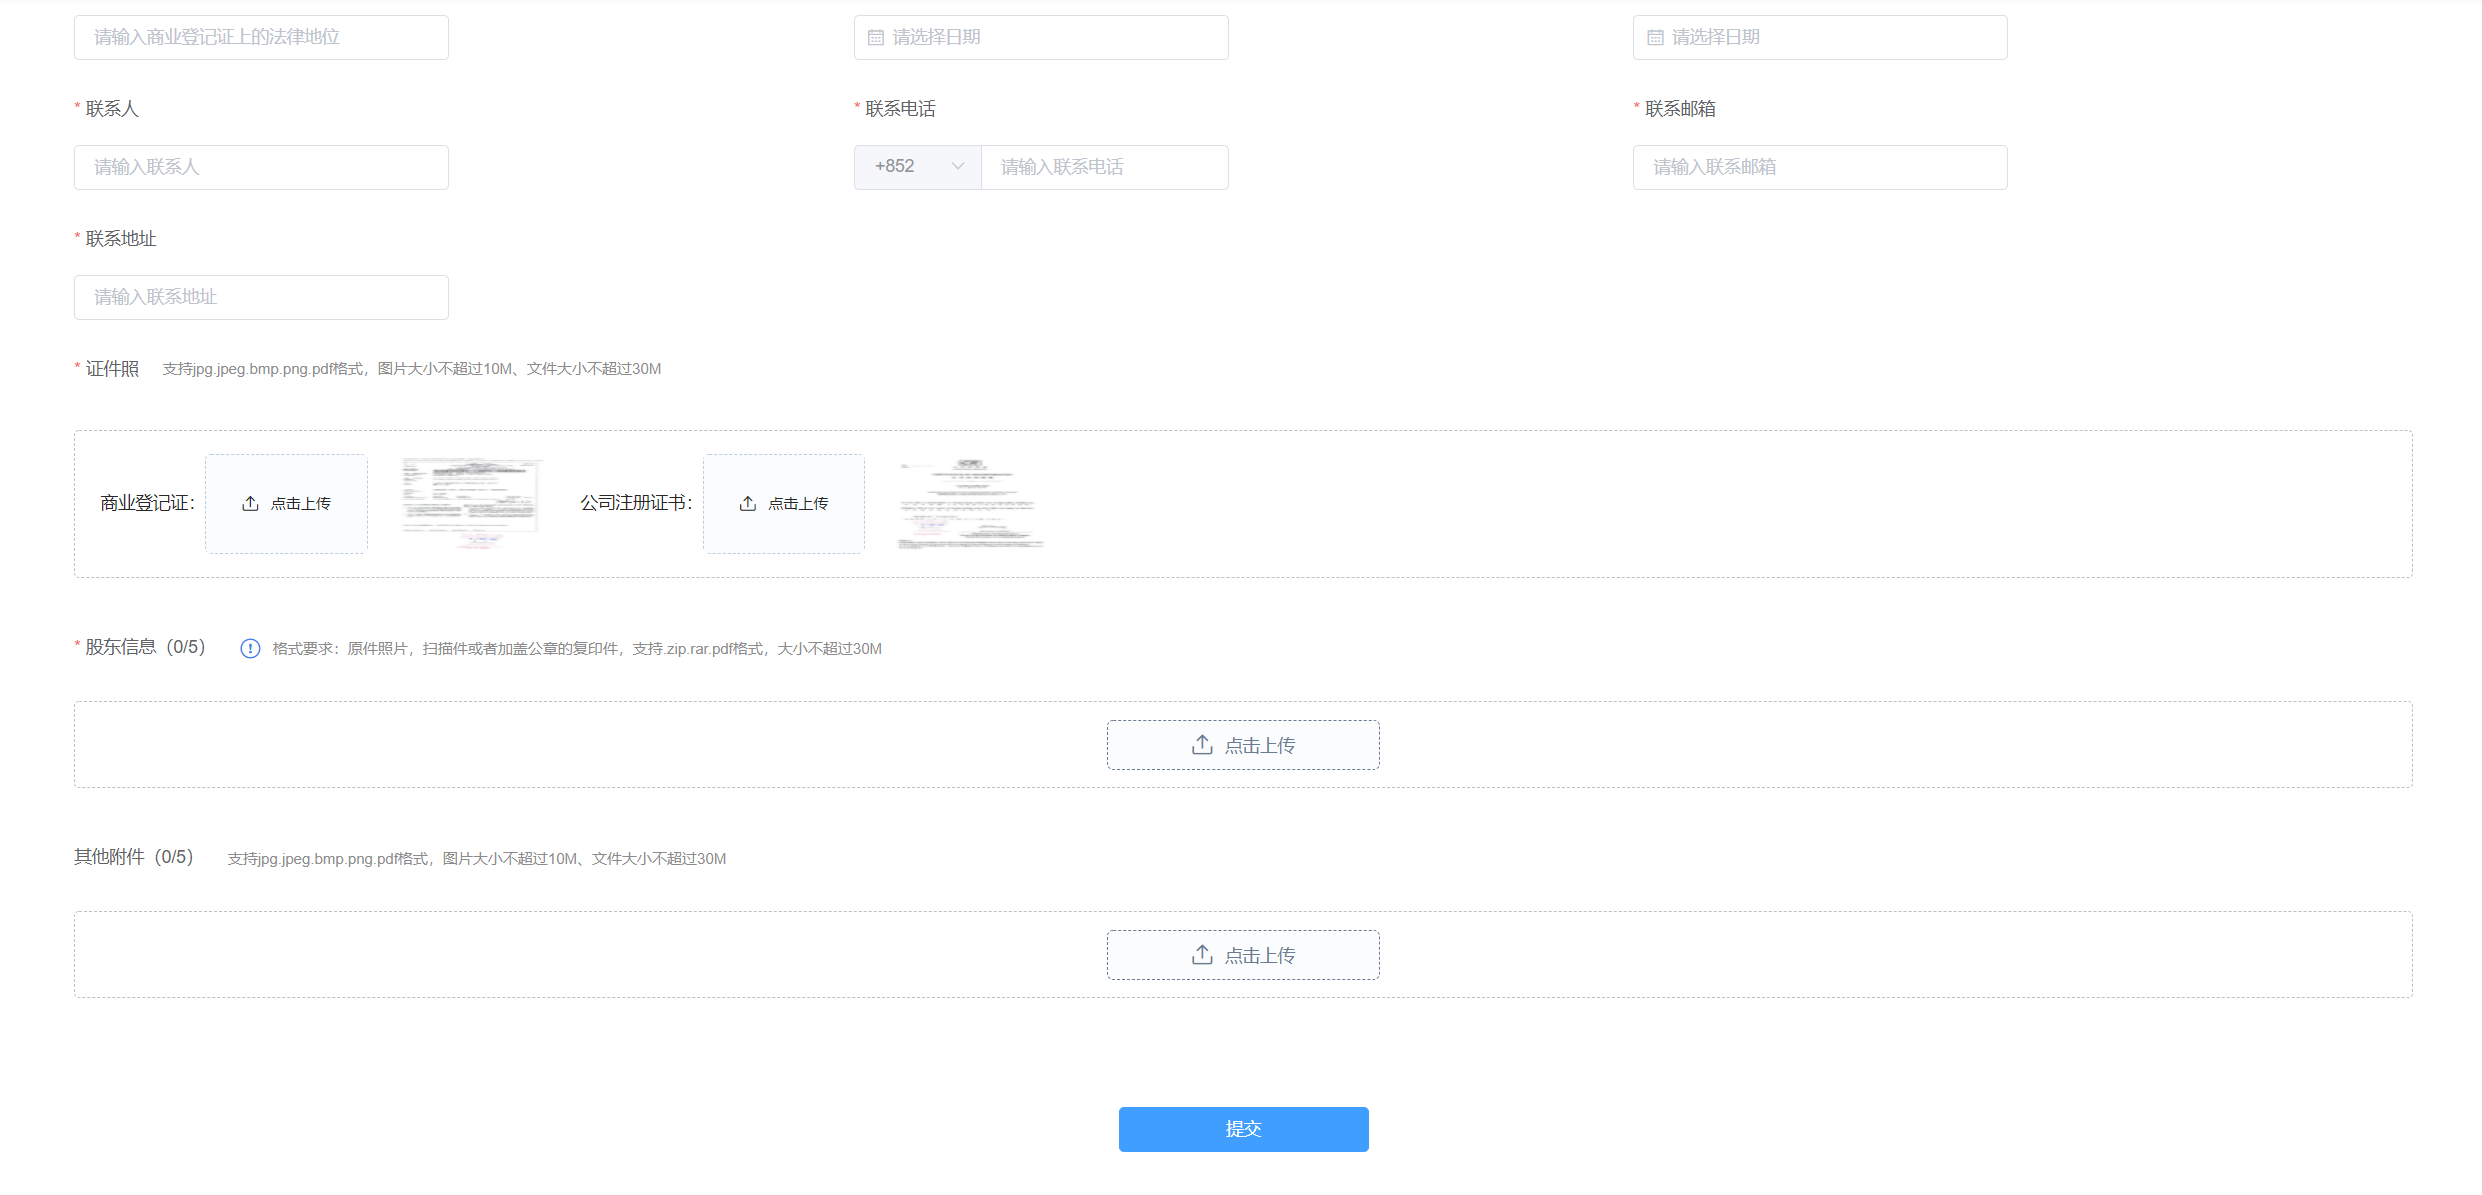 请输入商业登记证上的法律地位
请选择日期
请选择日期
* 联系人
* 联系电话
* 联系邮箱
请输入联系人
+852
请输入联系电话
请输入联系邮箱
* 联系地址
请输入联系地址
* 证件照 支持jpg.jpeg.bmp.png.pdf格式，图片大小不超过10M、文件大小不超过30M
商业登记证： 点击上传
公司注册证书： 点击上传
* 股东信息（0/5） 格式要求：原件照片，扫描件或者加盖公章的复印件，支持.zip.rar.pdf格式，大小不超过30M
点击上传
其他附件（0/5） 支持jpg.jpeg.bmp.png.pdf格式，图片大小不超过10M、文件大小不超过30M
点击上传
提交